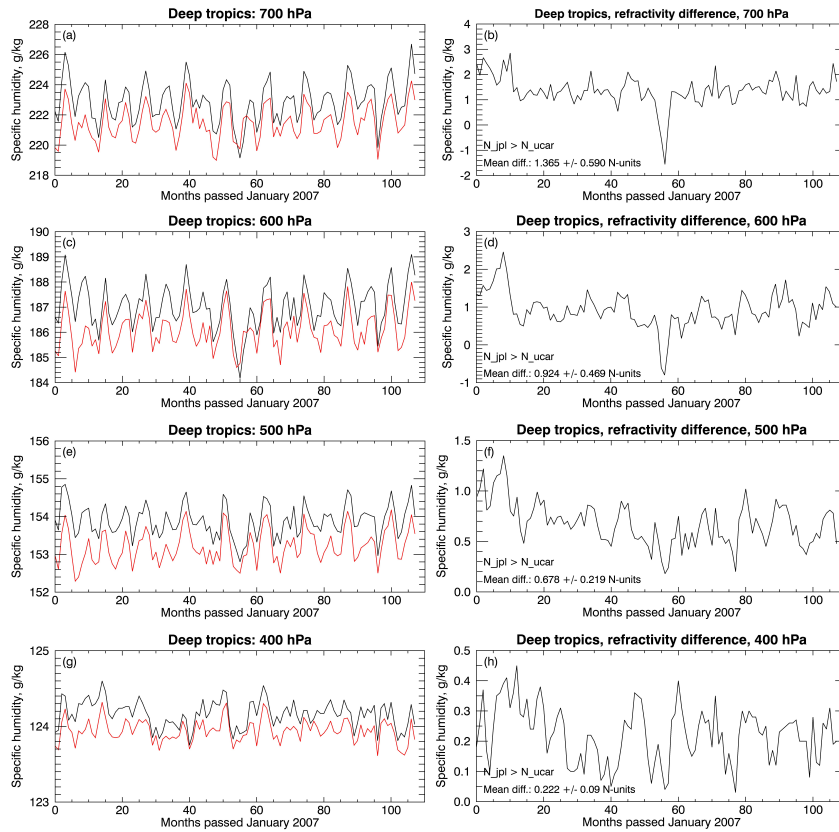 Deep tropics: 700 hPa
(a)
228
226
224
222
220
218
Specific humidity, g/kg
0 20 40 60 80 100
Months passed January 2007
Deep tropics, refractivity difference, 700 hPa
(b)
4
3
2
1
0
-1
-2
Specific humidity, g/kg
N_jpl > N_ucar
Mean diff.: 1.365 +/- 0.590 N-units
0 20 40 60 80 100
Months passed January 2007
Deep tropics: 600 hPa
(c)
190
189
188
187
186
185
184
Specific humidity, g/kg
0 20 40 60 80 100
Months passed January 2007
Deep tropics, refractivity difference, 600 hPa
(d)
3
2
1
0
-1
Specific humidity, g/kg
N_jpl > N_ucar
Mean diff.: 0.924 +/- 0.469 N-units
0 20 40 60 80 100
Months passed January 2007
Deep tropics: 500 hPa
(e)
156
155
154
153
152
Specific humidity, g/kg
0 20 40 60 80 100
Months passed January 2007
Deep tropics, refractivity difference, 500 hPa
(f)
1.5
1.0
0.5
0.0
Specific humidity, g/kg
N_jpl > N_ucar
Mean diff.: 0.678 +/- 0.219 N-units
0 20 40 60 80 100
Months passed January 2007
Deep tropics: 400 hPa
(g)
125
124
123
Specific humidity, g/kg
0 20 40 60 80 100
Months passed January 2007
Deep tropics, refractivity difference, 400 hPa
(h)
0.5
0.4
0.3
0.2
0.1
0.0
Specific humidity, g/kg
N_jpl > N_ucar
Mean diff.: 0.222 +/- 0.09 N-units
0 20 40 60 80 100
Months passed January 2007